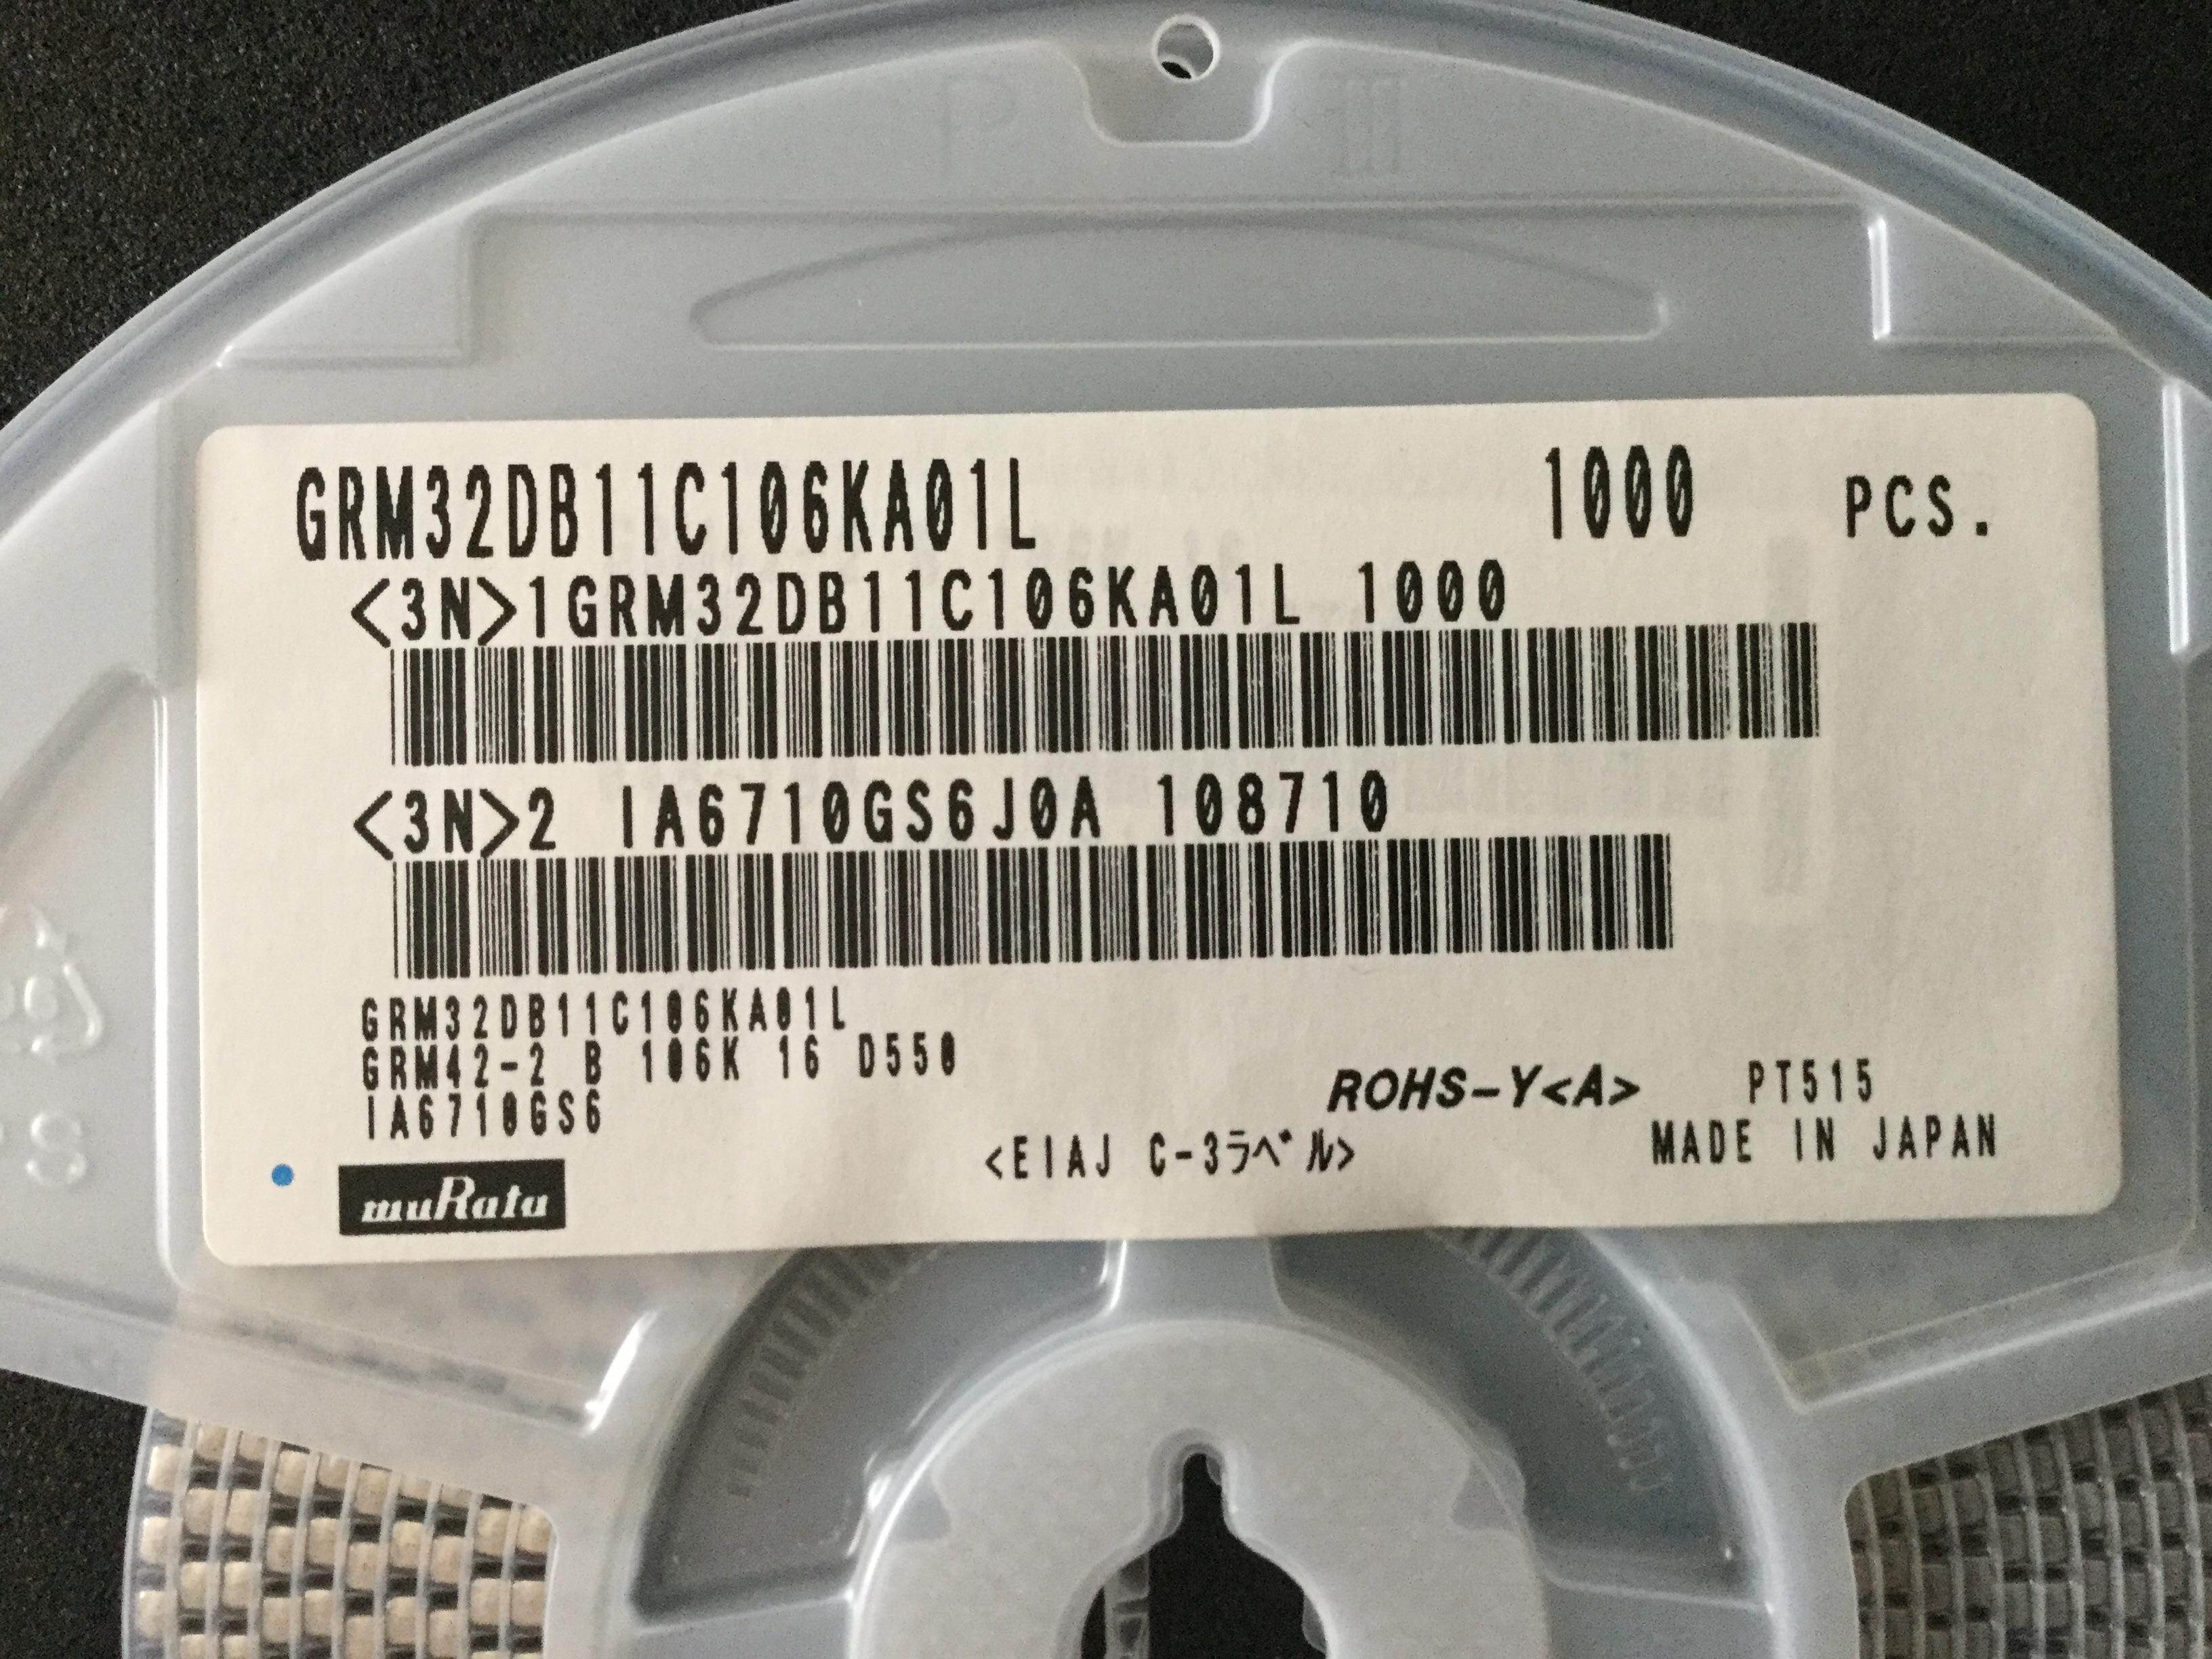 GRM32DB11C106KA01L 1000 PCS.
<3N>1GRM32DB11C106KA01L 1000
<3N>2 IA6710GS6J0A 108710
GRM32DB11C106KA01L
GRM42-2 B 106K 16 D550
IA6710GS6
ROHS-Y<A> PT515
<EIAJ C-3ラベル> MADE IN JAPAN
muRata